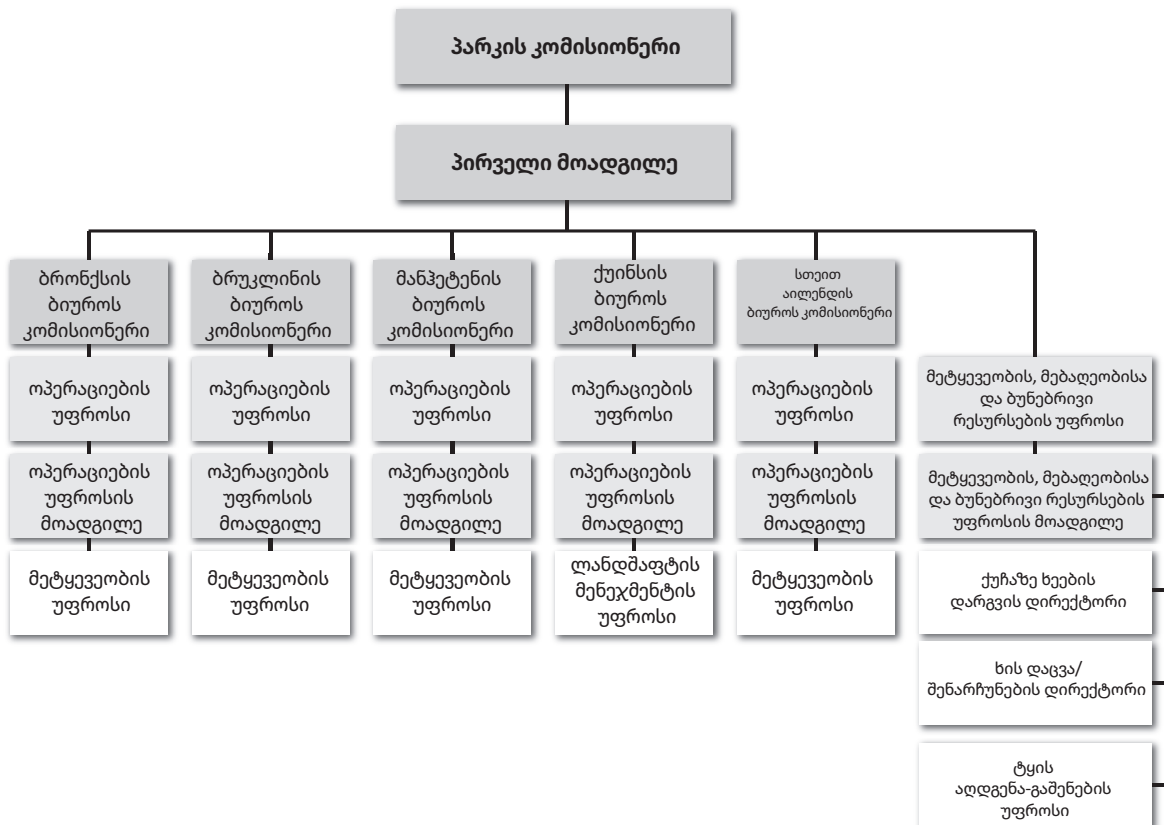 პარკის კომისიონერი
პირველი მოადგილე
ბრონქსის
ბიუროს
კომისიონერი
ბრუკლინის
ბიუროს
კომისიონერი
მანჰეტენის
ბიუროს
კომისიონერი
ქუინსის
ბიუროს
კომისიონერი
სთეით
აილენდის
ბიუროს კომისიონერი
ოპერაციების
უფროსი
ოპერაციების
უფროსი
ოპერაციების
უფროსი
ოპერაციების
უფროსი
ოპერაციების
უფროსი
მეტყევეობის, მებაღეობისა
და ბუნებრივი
რესურსების უფროსი
ოპერაციების
უფროსის
მოადგილე
ოპერაციების
უფროსის
მოადგილე
ოპერაციების
უფროსის
მოადგილე
ოპერაციების
უფროსის
მოადგილე
ოპერაციების
უფროსის
მოადგილე
მეტყევეობის, მებაღეობისა
და ბუნებრივი რესურსების
უფროსის მოადგილე
მეტყევეობის
უფროსი
მეტყევეობის
უფროსი
მეტყევეობის
უფროსი
ლანდშაფტის
მენეჯმენტის
უფროსი
მეტყევეობის
უფროსი
ქუჩაზე ხეების
დარგვის დირექტორი
ხის დაცვა/
შენარჩუნების დირექტორი
ტყის
აღდგენა-გაშენების
უფროსი